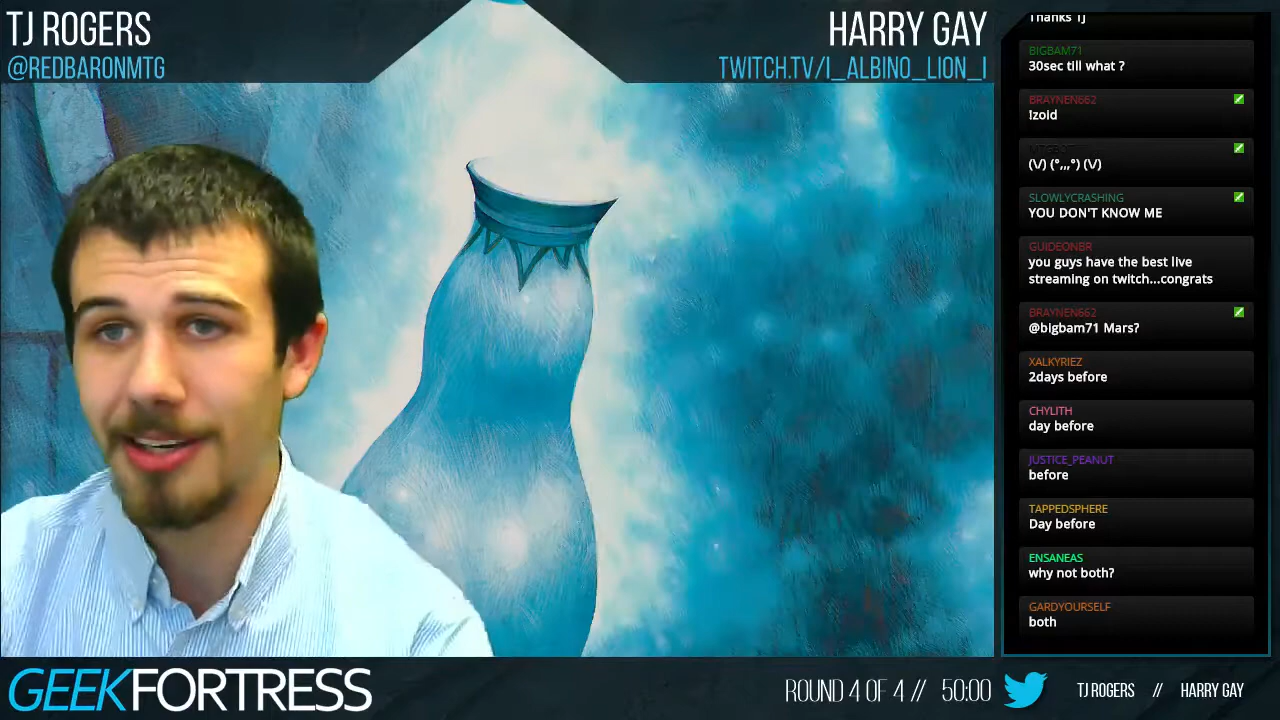 TJ ROGERS
@REDBARONMTG
HARRY GAY
TWITCH.TV/I_ALBINO_LION_I
Thanks TJ
BIGBAM71
30sec till what ?
BRAYNEN662
!zoid
(\/) (°,,,°) (\/)
SLOWLYCRASHING
YOU DON'T KNOW ME
GUIDEONBR
you guys have the best live
streaming on twitch...congrats
BRAYNEN662
@bigbam71 Mars?
XALKYRIEZ
2days before
CHYLITH
day before
JUSTICE_PEANUT
before
TAPPEDSPHERE
Day before
ENSANEAS
why not both?
GARDYOURSELF
both
GEEKFORTRESS
ROUND 4 OF 4 // 50:00
TJ ROGERS // HARRY GAY